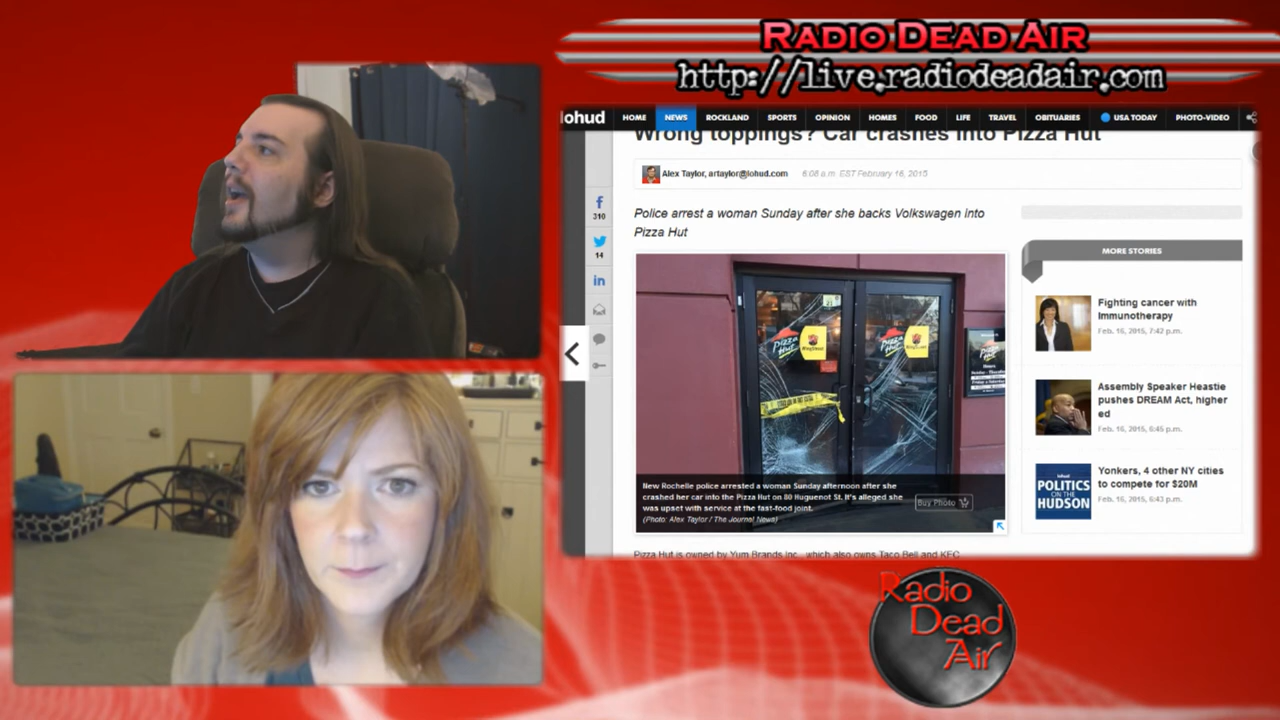 RADIO DEAD AIR
http://live.radiodeadair.com
lohud
HOME NEWS ROCKLAND SPORTS OPINION HOMES FOOD LIFE TRAVEL OBITUARIES USA TODAY PHOTO-VIDEO
Wrong toppings? Car crashes into Pizza Hut
Alex Taylor, artaylor@lohud.com 6:08 a.m. EST February 16, 2015
310
14
in
Police arrest a woman Sunday after she backs Volkswagen into
Pizza Hut
21
Pizza Hut
Pizza Hut
Pizza Hut
New Rochelle police arrested a woman Sunday afternoon after she
crashed her car into the Pizza Hut on 80 Huguenot St. It's alleged she
was upset with service at the fast-food joint.
(Photo: Alex Taylor / The Journal News)
Buy Photo
Pizza Hut is owned by Yum Brands Inc., which also owns Taco Bell and KFC.
MORE STORIES
Fighting cancer with
Immunotherapy
Feb. 16, 2015, 7:42 p.m.
Assembly Speaker Heastie
pushes DREAM Act, higher
ed
Feb. 16, 2015, 6:45 p.m.
lohud
POLITICS
ON THE
HUDSON
Yonkers, 4 other NY cities
to compete for $20M
Feb. 16, 2015, 6:43 p.m.
Radio
Dead
Air